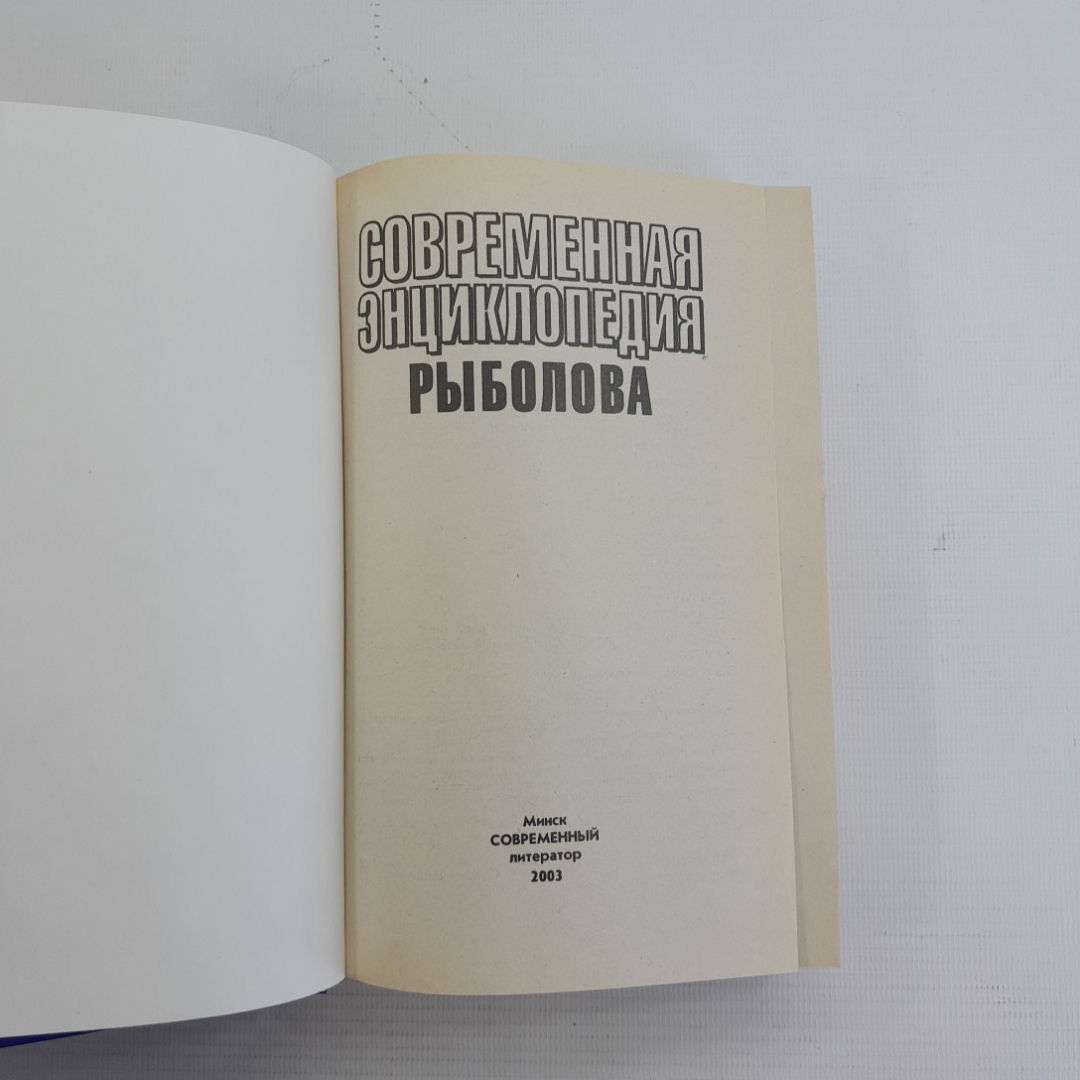 СОВРЕМЕННАЯ
ЭНЦИКЛОПЕДИЯ
РЫБОЛОВА
Минск
СОВРЕМЕННЫЙ
литератор
2003